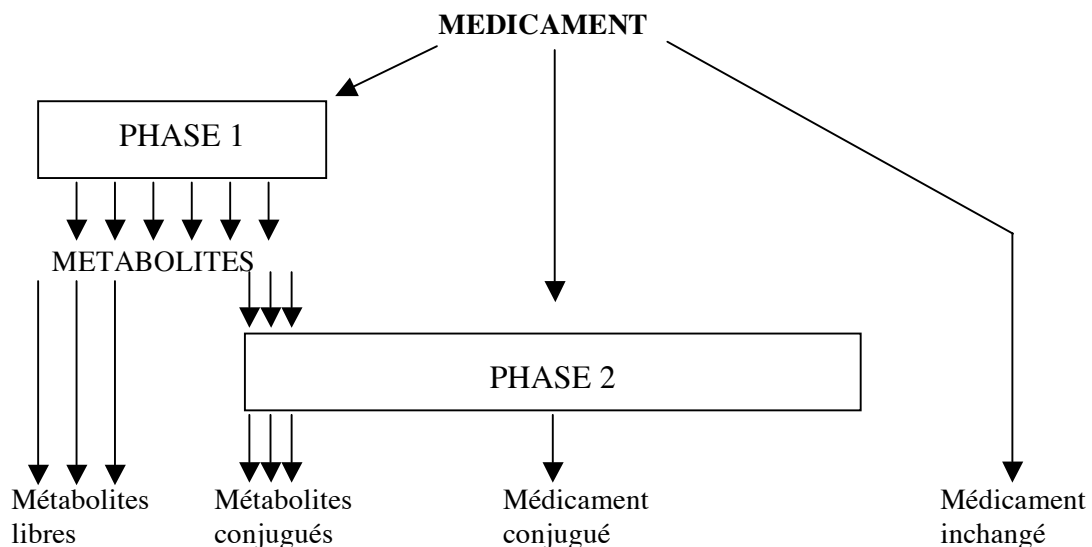 MEDICAMENT
PHASE 1
METABOLITES
PHASE 2
Métabolites
libres
Métabolites
conjugués
Médicament
conjugué
Médicament
inchangé